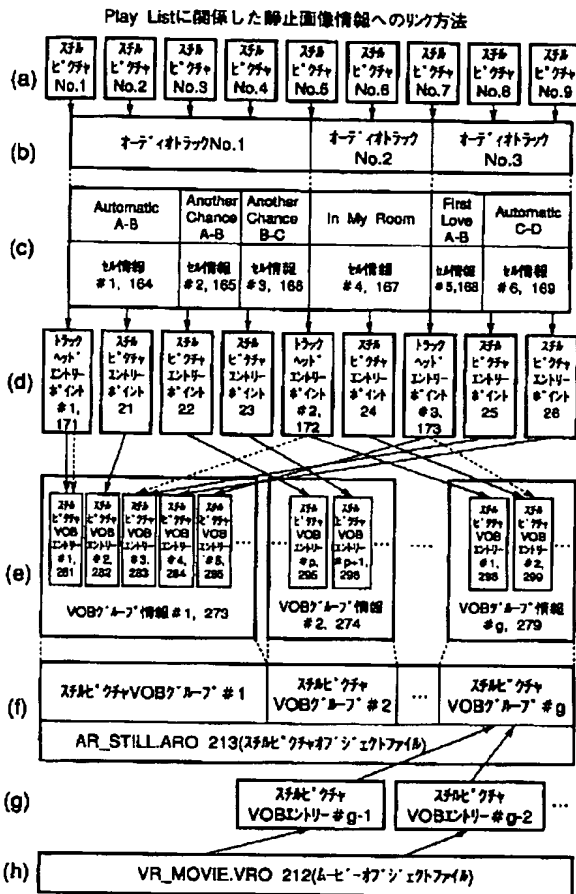 Play Listに関係した静止画像情報へのリンク方法
(a)
スチルピクチャNo.1
スチルピクチャNo.2
スチルピクチャNo.3
スチルピクチャNo.4
スチルピクチャNo.5
スチルピクチャNo.6
スチルピクチャNo.7
スチルピクチャNo.8
スチルピクチャNo.9
(b)
オーディオトラックNo.1
オーディオトラックNo.2
オーディオトラックNo.3
(c)
Automatic A-B
Another Chance A-B
Another Chance B-C
In My Room
First Love A-B
Automatic C-D
セル情報 #1, 164
セル情報 #2, 165
セル情報 #3, 166
セル情報 #4, 167
セル情報 #5,168
セル情報 #6, 169
(d)
トラックヘッドエントリーポイント #1, 171
スチルピクチャエントリーポイント 21
スチルピクチャエントリーポイント 22
スチルピクチャエントリーポイント 23
トラックヘッドエントリーポイント #2, 172
スチルピクチャエントリーポイント 24
トラックヘッドエントリーポイント #3, 173
スチルピクチャエントリーポイント 25
スチルピクチャエントリーポイント 26
(e)
スチルピクチャVOBエントリー #1, 281
スチルピクチャVOBエントリー #2, 282
スチルピクチャVOBエントリー #3, 283
スチルピクチャVOBエントリー #4, 284
スチルピクチャVOBエントリー #5, 285
…
スチルピクチャVOBエントリー #p, 295
スチルピクチャVOBエントリー #p+1, 296
…
…
スチルピクチャVOBエントリー #1, 298
スチルピクチャVOBエントリー #2, 299
…
VOBグループ情報#1, 273
VOBグループ情報 #2, 274
VOBグループ情報 #g, 279
(f)
スチルピクチャVOBグループ#1
スチルピクチャVOBグループ#2
…
スチルピクチャVOBグループ#g
AR_STILL.ARO 213(スチルピクチャオブジェクトファイル)
(g)
スチルピクチャVOBエントリー#g-1
スチルピクチャVOBエントリー#g-2
…
(h)
VR_MOVIE.VRO 212(ムービーオブジェクトファイル)